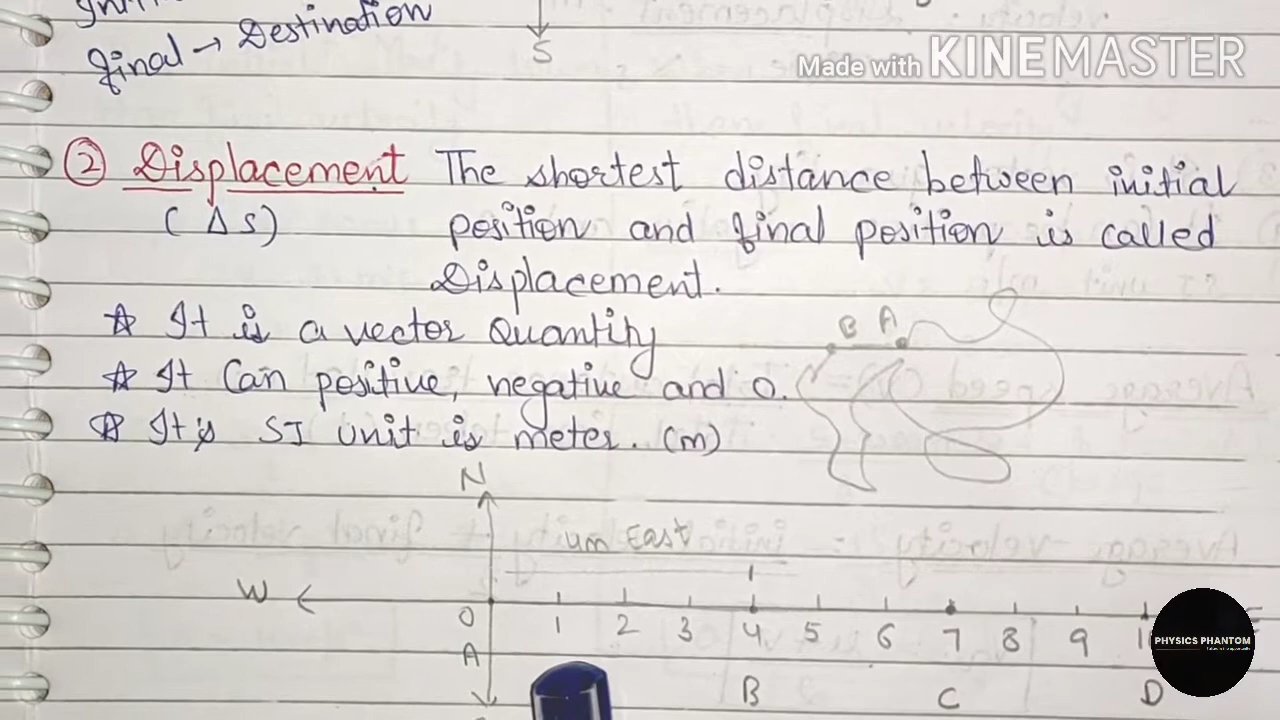 final → Destination
S
Made with KINEMASTER
② Displacement The shortest distance between initial
(Δs) position and final position is called
Displacement.
☆ It is a vector Quantity
☆ It Can positive, negative and 0.
☆ It's SI Unit is meter. (m)
B A
N
4m East
W
0 1 2 3 4 5 6 7 8 9
A B C D
PHYSICS PHANTOM